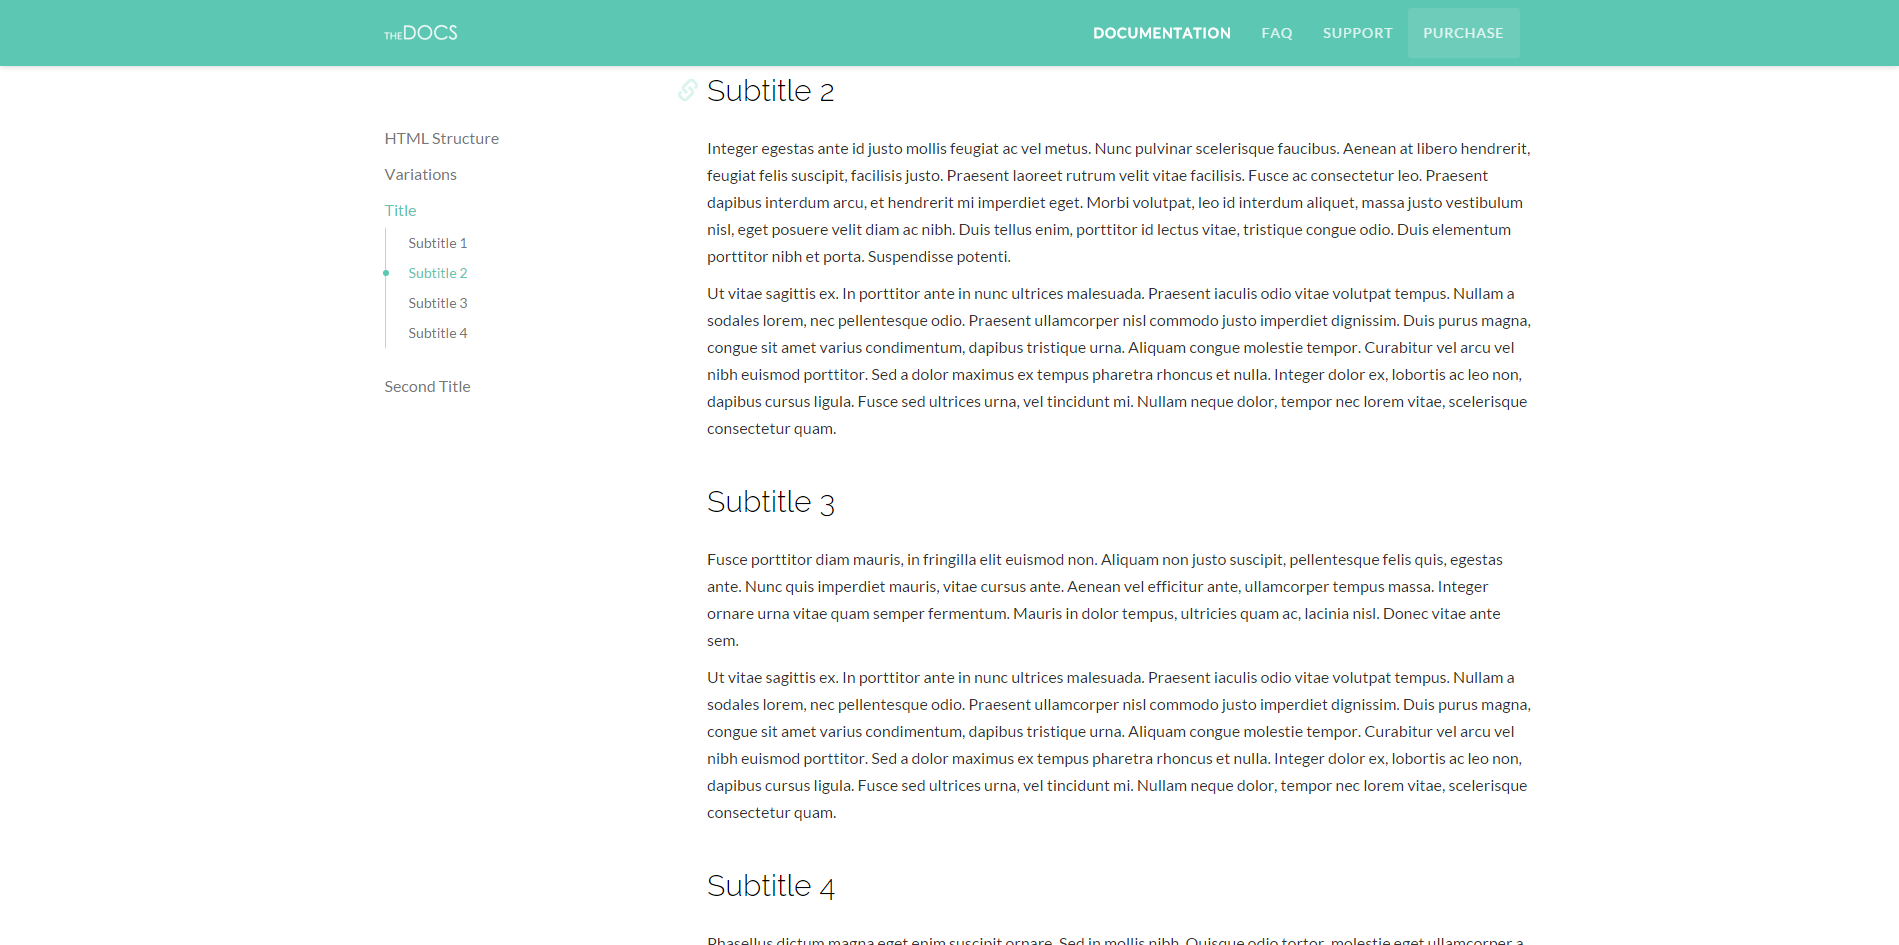 THEDOCS
DOCUMENTATION
FAQ
SUPPORT
PURCHASE
HTML Structure
Variations
Title
Subtitle 1
Subtitle 2
Subtitle 3
Subtitle 4
Second Title
Subtitle 2
Integer egestas ante id justo mollis feugiat ac vel metus. Nunc pulvinar scelerisque faucibus. Aenean at libero hendrerit,
feugiat felis suscipit, facilisis justo. Praesent laoreet rutrum velit vitae facilisis. Fusce ac consectetur leo. Praesent
dapibus interdum arcu, et hendrerit mi imperdiet eget. Morbi volutpat, leo id interdum aliquet, massa justo vestibulum
nisl, eget posuere velit diam ac nibh. Duis tellus enim, porttitor id lectus vitae, tristique congue odio. Duis elementum
porttitor nibh et porta. Suspendisse potenti.
Ut vitae sagittis ex. In porttitor ante in nunc ultrices malesuada. Praesent iaculis odio vitae volutpat tempus. Nullam a
sodales lorem, nec pellentesque odio. Praesent ullamcorper nisl commodo justo imperdiet dignissim. Duis purus magna,
congue sit amet varius condimentum, dapibus tristique urna. Aliquam congue molestie tempor. Curabitur vel arcu vel
nibh euismod porttitor. Sed a dolor maximus ex tempus pharetra rhoncus et nulla. Integer dolor ex, lobortis ac leo non,
dapibus cursus ligula. Fusce sed ultrices urna, vel tincidunt mi. Nullam neque dolor, tempor nec lorem vitae, scelerisque
consectetur quam.
Subtitle 3
Fusce porttitor diam mauris, in fringilla elit euismod non. Aliquam non justo suscipit, pellentesque felis quis, egestas
ante. Nunc quis imperdiet mauris, vitae cursus ante. Aenean vel efficitur ante, ullamcorper tempus massa. Integer
ornare urna vitae quam semper fermentum. Mauris in dolor tempus, ultricies quam ac, lacinia nisl. Donec vitae ante
sem.
Ut vitae sagittis ex. In porttitor ante in nunc ultrices malesuada. Praesent iaculis odio vitae volutpat tempus. Nullam a
sodales lorem, nec pellentesque odio. Praesent ullamcorper nisl commodo justo imperdiet dignissim. Duis purus magna,
congue sit amet varius condimentum, dapibus tristique urna. Aliquam congue molestie tempor. Curabitur vel arcu vel
nibh euismod porttitor. Sed a dolor maximus ex tempus pharetra rhoncus et nulla. Integer dolor ex, lobortis ac leo non,
dapibus cursus ligula. Fusce sed ultrices urna, vel tincidunt mi. Nullam neque dolor, tempor nec lorem vitae, scelerisque
consectetur quam.
Subtitle 4
Phasellus dictum magna eget enim suscipit ornare. Sed in mollis nibh. Quisque odio tortor, molestie eget ullamcorper a